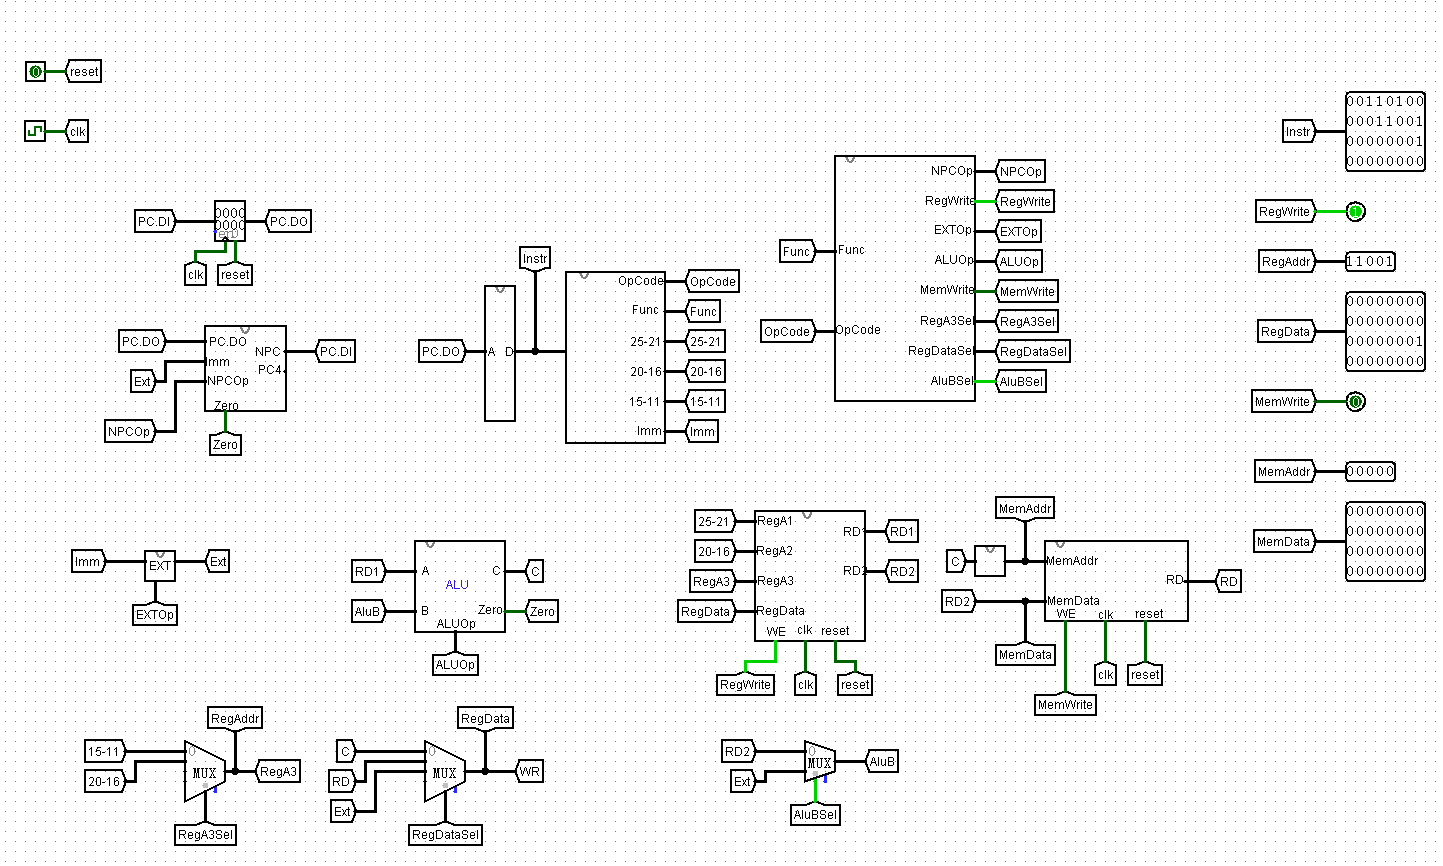 0
reset
clk
PC.DI
0000
0000
PC.DO
clk
reset
PC.DO
Ext
NPCOp
PC.DO
Imm
NPCOp
NPC
PC4
Zero
PC.DI
Zero
Instr
PC.DO
A
D
OpCode
Func
25-21
20-16
15-11
Imm
OpCode
Func
25-21
20-16
15-11
Imm
Func
OpCode
Func
OpCode
NPCOp
RegWrite
EXTOp
ALUOp
MemWrite
RegA3Sel
RegDataSel
AluBSel
NPCOp
RegWrite
EXTOp
ALUOp
MemWrite
RegA3Sel
RegDataSel
AluBSel
Instr
00110100
00011001
00000001
00000000
RegWrite
1
RegAddr
11001
RegData
00000000
00000000
00000001
00000000
MemWrite
0
MemAddr
00000
MemData
00000000
00000000
00000000
00000000
Imm
EXT
Ext
EXTOp
RD1
AluB
A
B
ALU
C
Zero
ALUOp
C
Zero
ALUOp
25-21
20-16
RegA3
RegData
RegA1
RegA2
RegA3
RegData
RD1
RD2
WE
clk
reset
RD1
RD2
RegWrite
clk
reset
MemAddr
C
RD2
MemAddr
MemData
RD
WE
clk
reset
RD
MemData
clk
reset
MemWrite
RegAddr
15-11
20-16
0
MUX
RegA3
RegA3Sel
RegData
C
RD
Ext
0
MUX
WR
RegDataSel
RD2
Ext
0
MUX
AluB
AluBSel